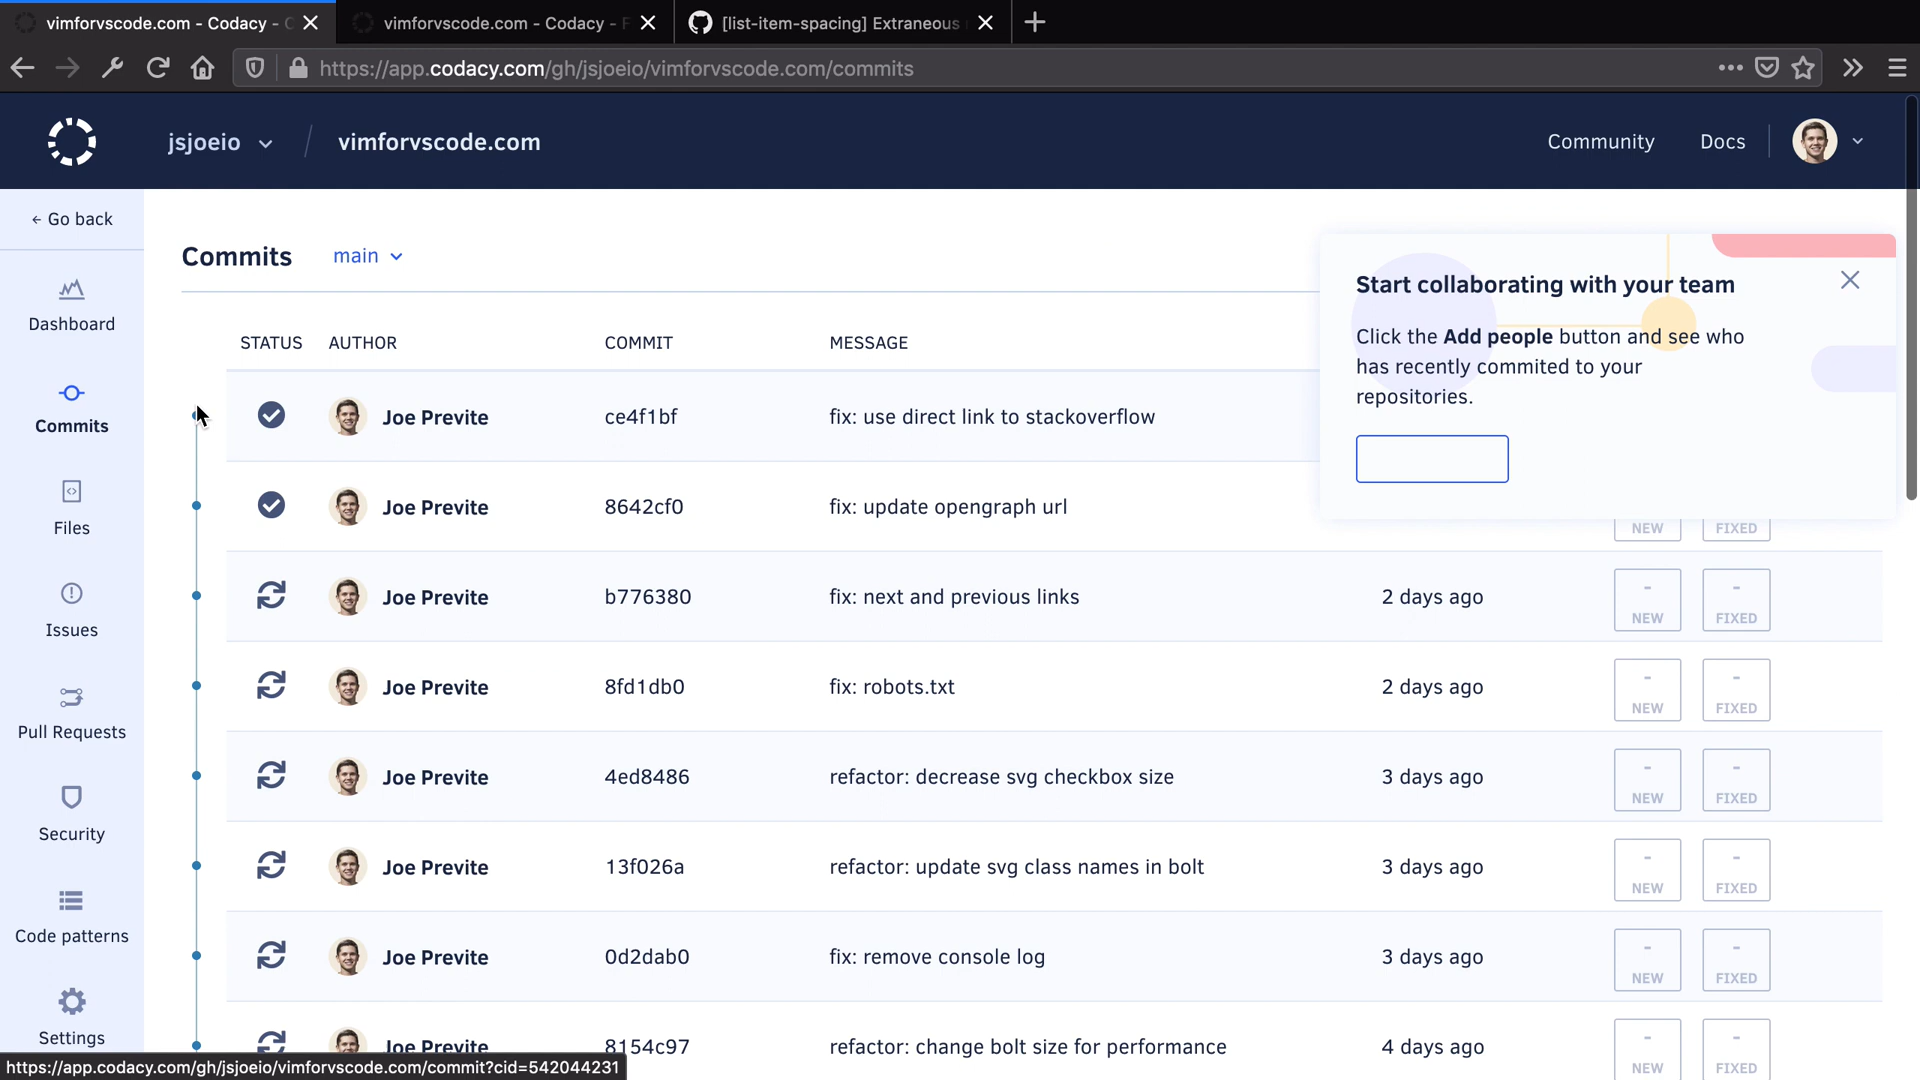 vimforvscode.com - Codacy - C
vimforvscode.com - Codacy - F
[list-item-spacing] Extraneous
https://app.codacy.com/gh/jsjoeio/vimforvscode.com/commits
jsjoeio / vimforvscode.com
Community
Docs
← Go back
Dashboard
Commits
Files
Issues
Pull Requests
Security
Code patterns
Settings
Commits main
STATUS AUTHOR COMMIT MESSAGE
Joe Previte ce4f1bf fix: use direct link to stackoverflow
Joe Previte 8642cf0 fix: update opengraph url NEW FIXED
Joe Previte b776380 fix: next and previous links 2 days ago - NEW - FIXED
Joe Previte 8fd1db0 fix: robots.txt 2 days ago - NEW - FIXED
Joe Previte 4ed8486 refactor: decrease svg checkbox size 3 days ago - NEW - FIXED
Joe Previte 13f026a refactor: update svg class names in bolt 3 days ago - NEW - FIXED
Joe Previte 0d2dab0 fix: remove console log 3 days ago - NEW - FIXED
Joe Previte 8154c97 refactor: change bolt size for performance 4 days ago - NEW - FIXED
Start collaborating with your team
Click the Add people button and see who
has recently commited to your
repositories.
https://app.codacy.com/gh/jsjoeio/vimforvscode.com/commit?cid=542044231